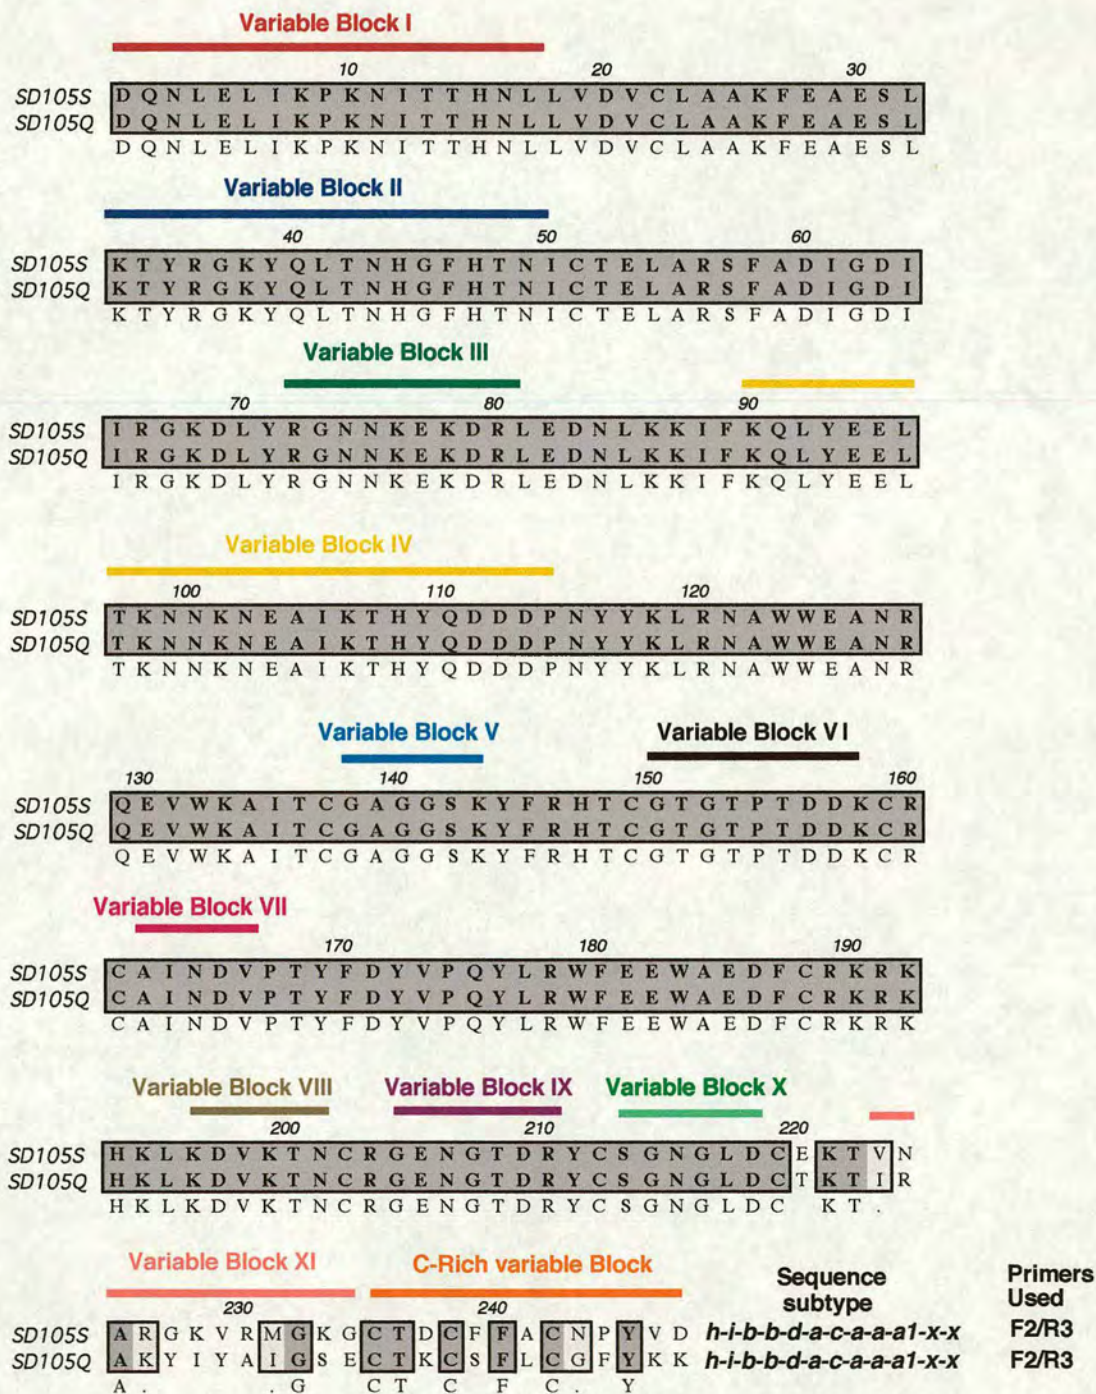 Variable Block I
10 20 30
SD105S D Q N L E L I K P K N I T T H N L L V D V C L A A K F E A E S L
SD105Q D Q N L E L I K P K N I T T H N L L V D V C L A A K F E A E S L
D Q N L E L I K P K N I T T H N L L V D V C L A A K F E A E S L
Variable Block II
40 50 60
SD105S K T Y R G K Y Q L T N H G F H T N I C T E L A R S F A D I G D I
SD105Q K T Y R G K Y Q L T N H G F H T N I C T E L A R S F A D I G D I
K T Y R G K Y Q L T N H G F H T N I C T E L A R S F A D I G D I
Variable Block III
70 80 90
SD105S I R G K D L Y R G N N K E K D R L E D N L K K I F K Q L Y E E L
SD105Q I R G K D L Y R G N N K E K D R L E D N L K K I F K Q L Y E E L
I R G K D L Y R G N N K E K D R L E D N L K K I F K Q L Y E E L
Variable Block IV
100 110 120
SD105S T K N N K N E A I K T H Y Q D D D P N Y Y K L R N A W W E A N R
SD105Q T K N N K N E A I K T H Y Q D D D P N Y Y K L R N A W W E A N R
T K N N K N E A I K T H Y Q D D D P N Y Y K L R N A W W E A N R
Variable Block V Variable Block VI
130 140 150 160
SD105S Q E V W K A I T C G A G G S K Y F R H T C G T G T P T D D K C R
SD105Q Q E V W K A I T C G A G G S K Y F R H T C G T G T P T D D K C R
Q E V W K A I T C G A G G S K Y F R H T C G T G T P T D D K C R
Variable Block VII
170 180 190
SD105S C A I N D V P T Y F D Y V P Q Y L R W F E E W A E D F C R K R K
SD105Q C A I N D V P T Y F D Y V P Q Y L R W F E E W A E D F C R K R K
C A I N D V P T Y F D Y V P Q Y L R W F E E W A E D F C R K R K
Variable Block VIII Variable Block IX Variable Block X
200 210 220
SD105S H K L K D V K T N C R G E N G T D R Y C S G N G L D C E K T V N
SD105Q H K L K D V K T N C R G E N G T D R Y C S G N G L D C T K T I R
H K L K D V K T N C R G E N G T D R Y C S G N G L D C K T .
Variable Block XI C-Rich variable Block Sequence subtype Primers Used
230 240
SD105S A R G K V R M G K G C T D C F F A C N P Y V D h-i-b-b-d-a-c-a-a-a1-x-x F2/R3
SD105Q A K Y I Y A I G S E C T K C S F L C G F Y K K h-i-b-b-d-a-c-a-a-a1-x-x F2/R3
A . . G C T C F C . Y